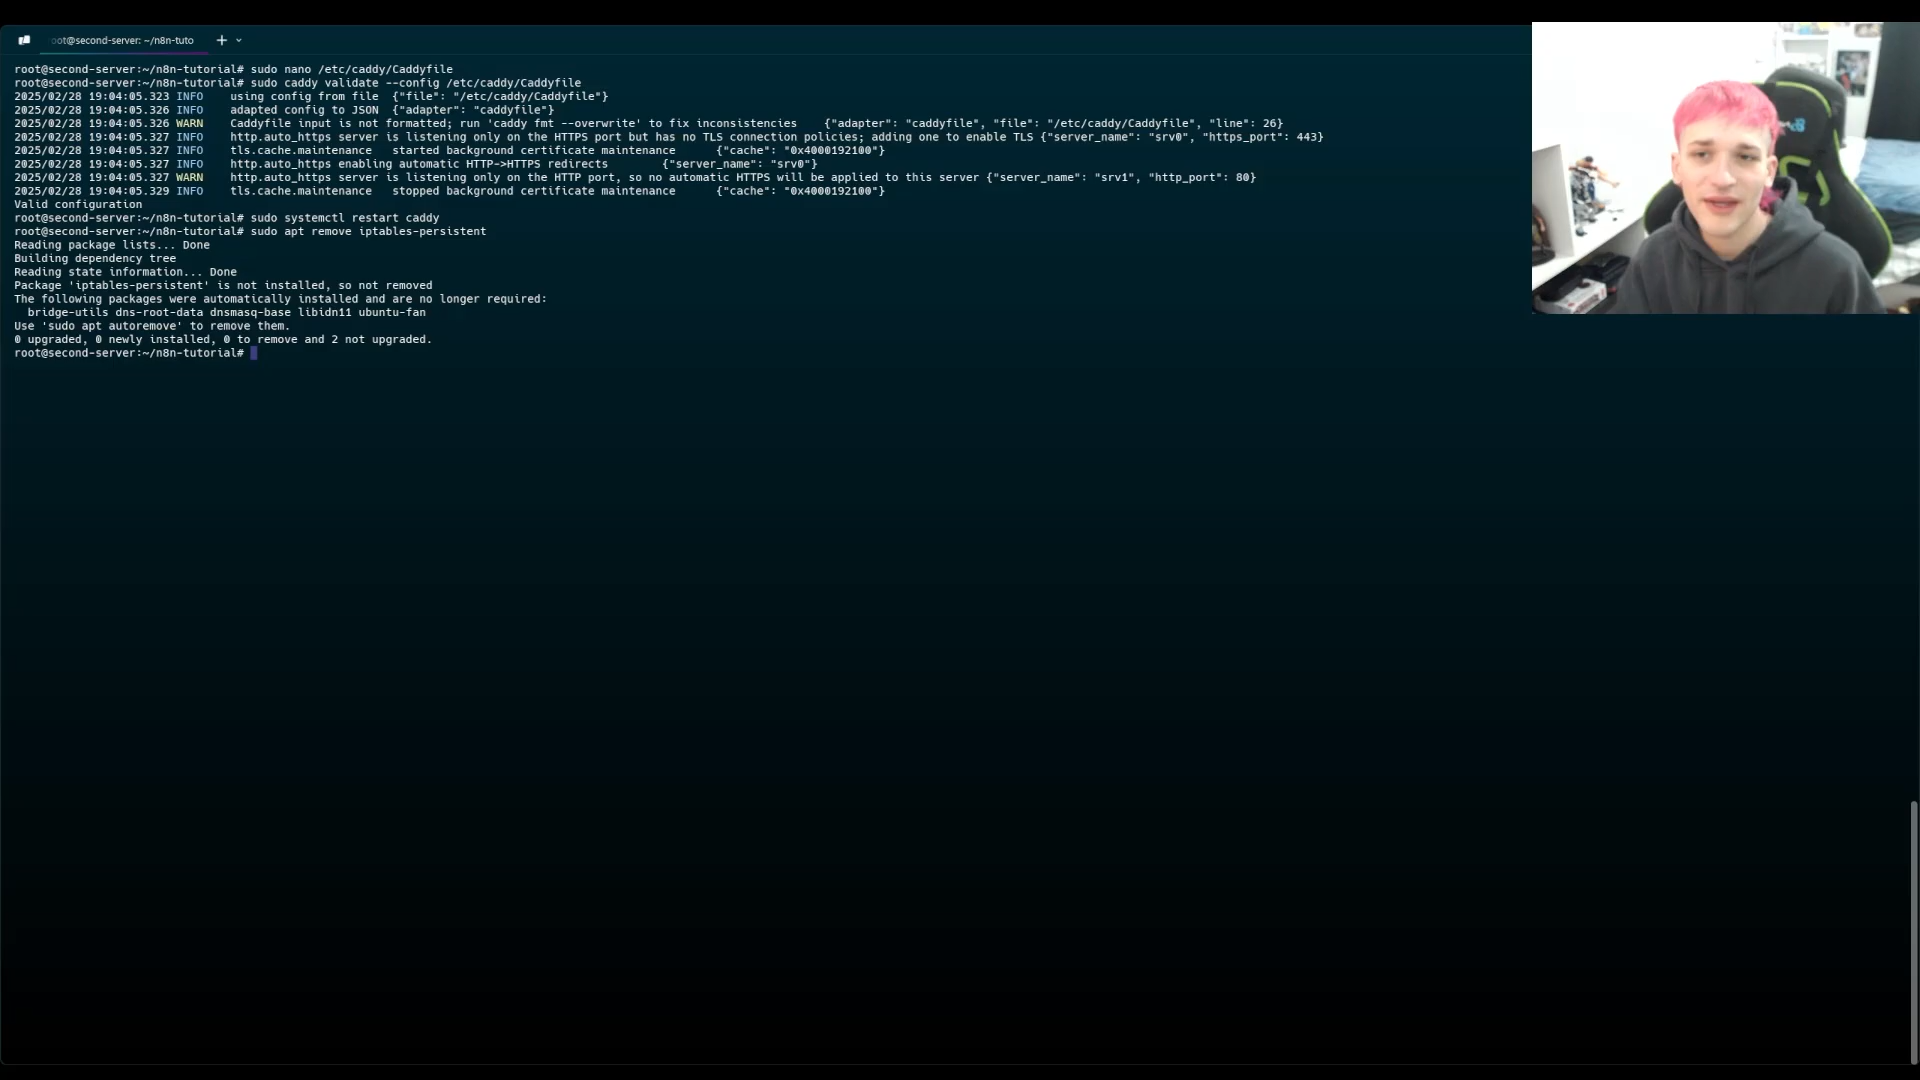 oot@second-server: ~/n8n-tuto
root@second-server:~/n8n-tutorial# sudo nano /etc/caddy/Caddyfile
root@second-server:~/n8n-tutorial# sudo caddy validate --config /etc/caddy/Caddyfile
2025/02/28 19:04:05.323 INFO    using config from file  {"file": "/etc/caddy/Caddyfile"}
2025/02/28 19:04:05.326 INFO    adapted config to JSON  {"adapter": "caddyfile"}
2025/02/28 19:04:05.326 WARN    Caddyfile input is not formatted; run 'caddy fmt --overwrite' to fix inconsistencies    {"adapter": "caddyfile", "file": "/etc/caddy/Caddyfile", "line": 26}
2025/02/28 19:04:05.327 INFO    http.auto_https server is listening only on the HTTPS port but has no TLS connection policies; adding one to enable TLS {"server_name": "srv0", "https_port": 443}
2025/02/28 19:04:05.327 INFO    tls.cache.maintenance   started background certificate maintenance      {"cache": "0x4000192100"}
2025/02/28 19:04:05.327 INFO    http.auto_https enabling automatic HTTP->HTTPS redirects        {"server_name": "srv0"}
2025/02/28 19:04:05.327 WARN    http.auto_https server is listening only on the HTTP port, so no automatic HTTPS will be applied to this server {"server_name": "srv1", "http_port": 80}
2025/02/28 19:04:05.329 INFO    tls.cache.maintenance   stopped background certificate maintenance      {"cache": "0x4000192100"}
Valid configuration
root@second-server:~/n8n-tutorial# sudo systemctl restart caddy
root@second-server:~/n8n-tutorial# sudo apt remove iptables-persistent
Reading package lists... Done
Building dependency tree
Reading state information... Done
Package 'iptables-persistent' is not installed, so not removed
The following packages were automatically installed and are no longer required:
  bridge-utils dns-root-data dnsmasq-base libidn11 ubuntu-fan
Use 'sudo apt autoremove' to remove them.
0 upgraded, 0 newly installed, 0 to remove and 2 not upgraded.
root@second-server:~/n8n-tutorial#